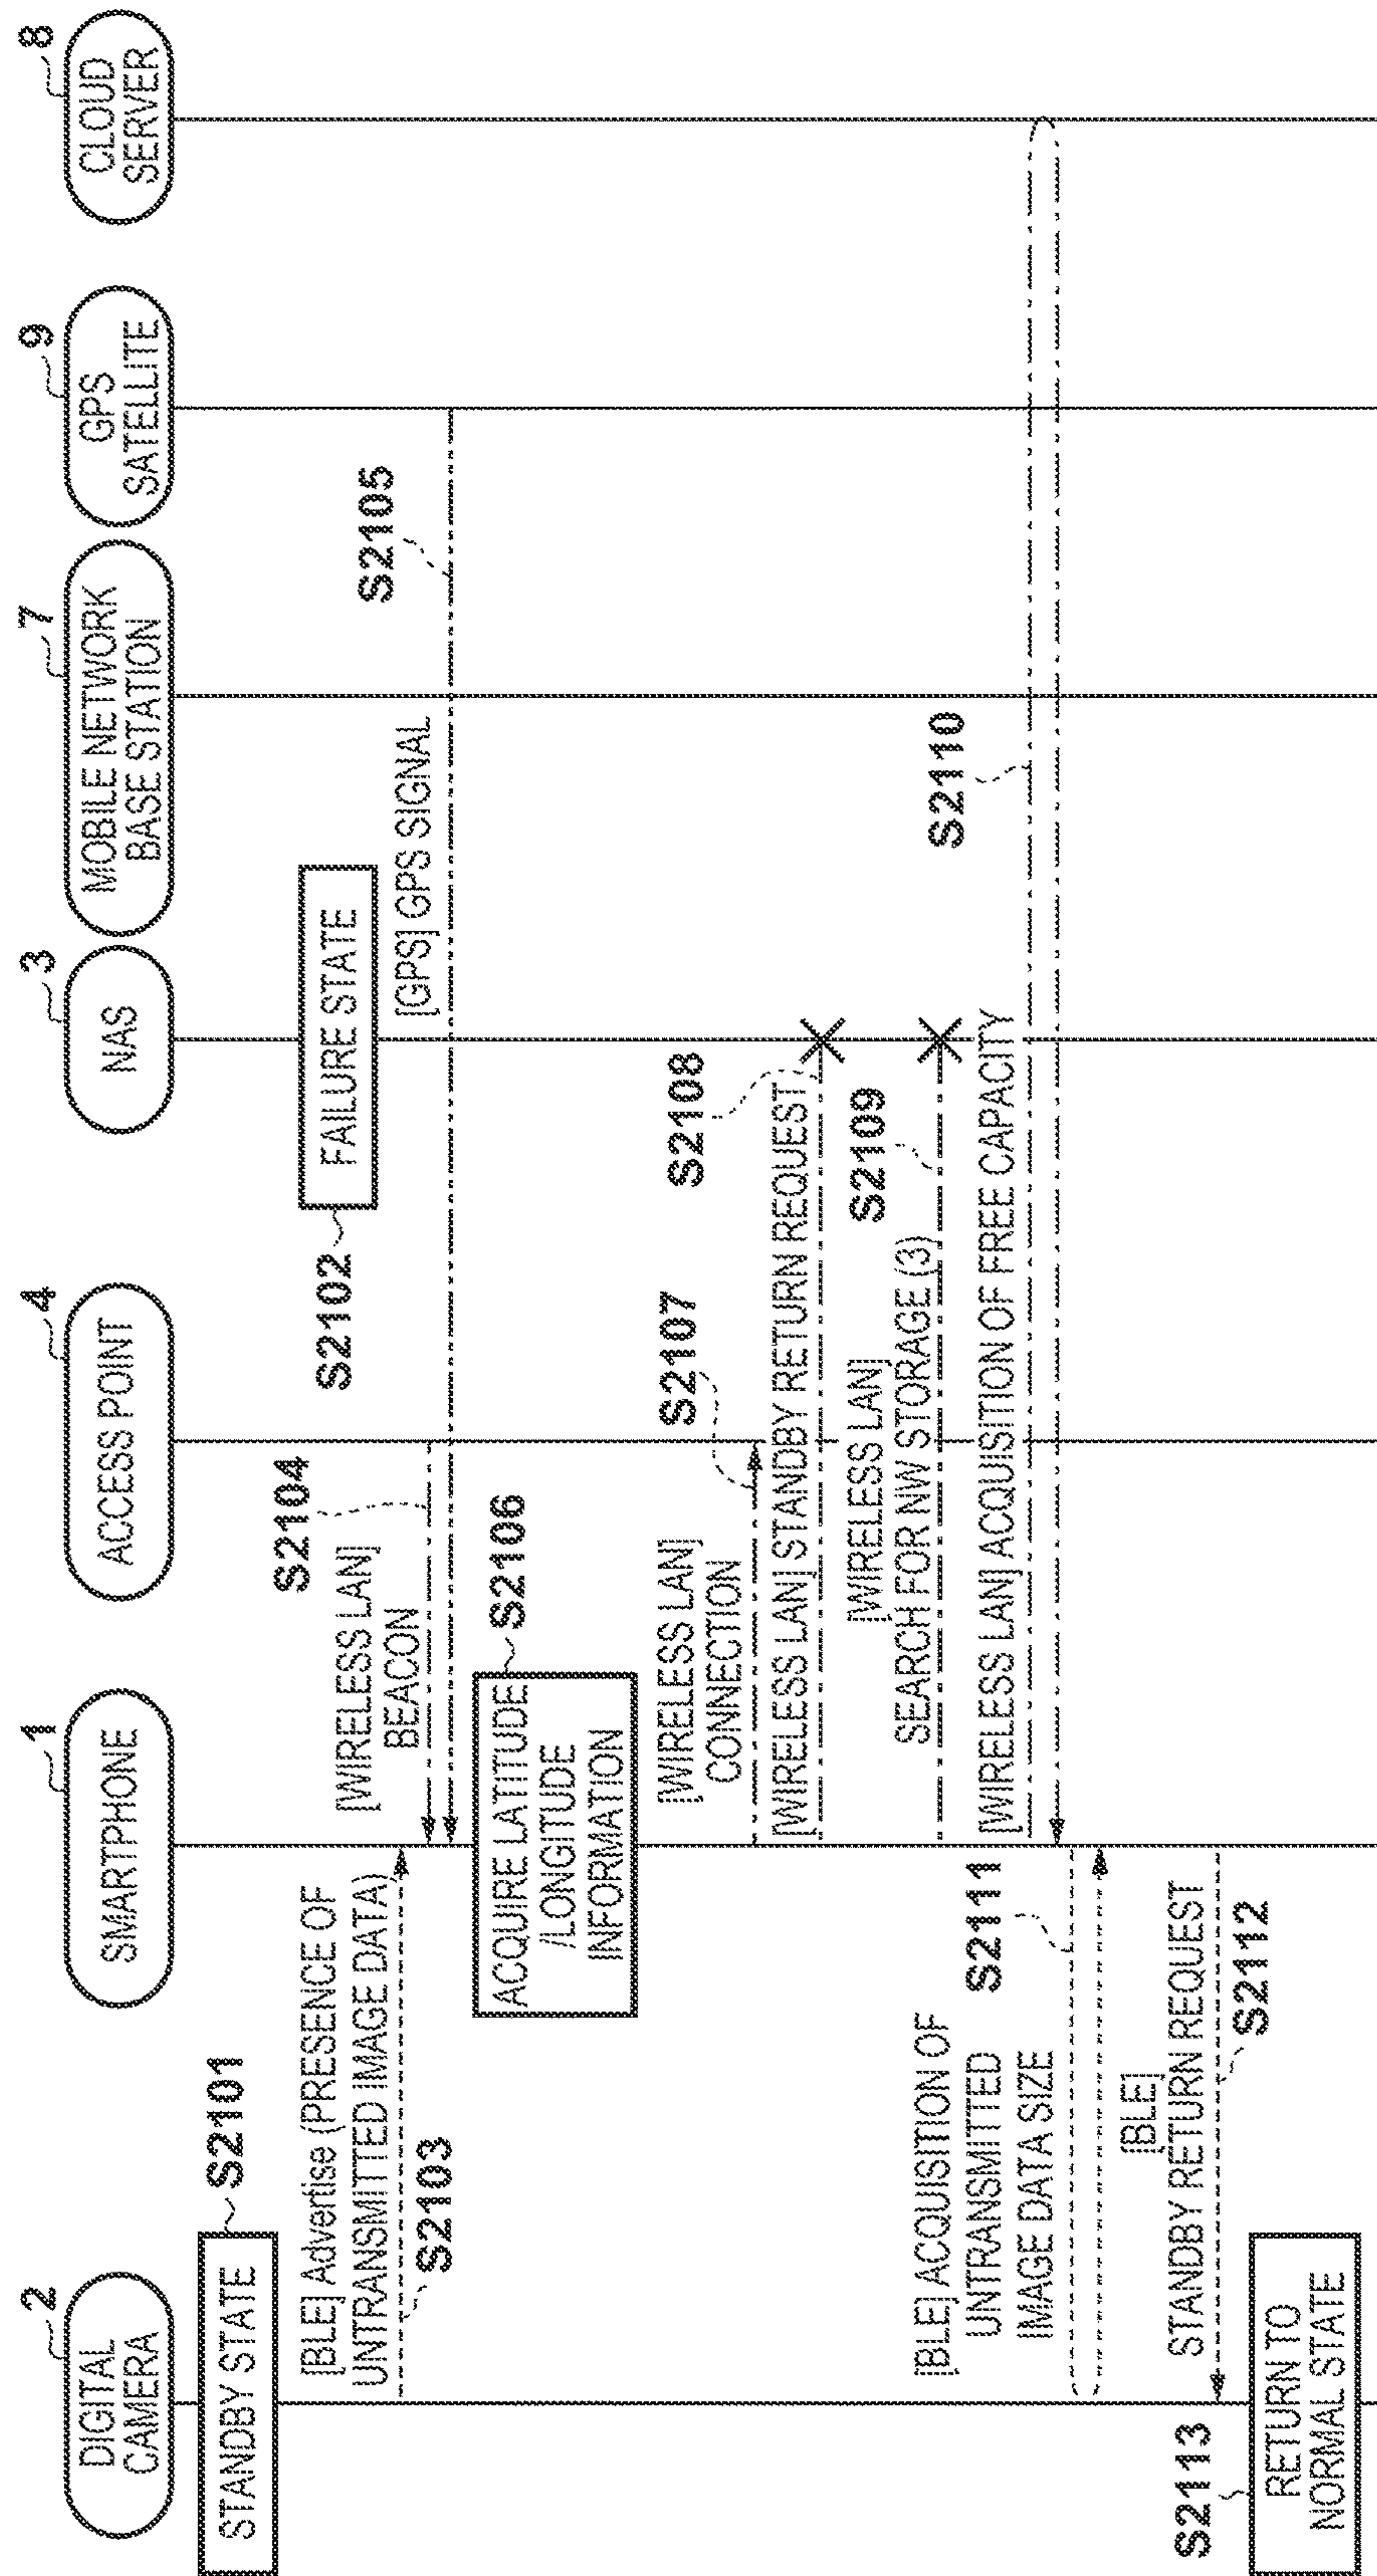 2
DIGITAL
CAMERA
1
SMARTPHONE
4
ACCESS POINT
3
NAS
7
MOBILE NETWORK
BASE STATION
9
GPS
SATELLITE
8
CLOUD
SERVER
STANDBY STATE
S2101
S2102
FAILURE STATE
[BLE] Advertise (PRESENCE OF
UNTRANSMITTED IMAGE DATA)
S2103
S2104
[WIRELESS LAN]
BEACON
[GPS] GPS SIGNAL
S2105
ACQUIRE LATITUDE
/LONGITUDE
INFORMATION
S2106
[WIRELESS LAN]
CONNECTION
S2107
S2108
[WIRELESS LAN] STANDBY RETURN REQUEST
[WIRELESS LAN]
SEARCH FOR NW STORAGE (3)
S2109
S2110
[WIRELESS LAN] ACQUISITION OF FREE CAPACITY
[BLE] ACQUISITION OF
UNTRANSMITTED
IMAGE DATA SIZE
S2111
[BLE]
STANDBY RETURN REQUEST
S2112
S2113
RETURN TO
NORMAL STATE